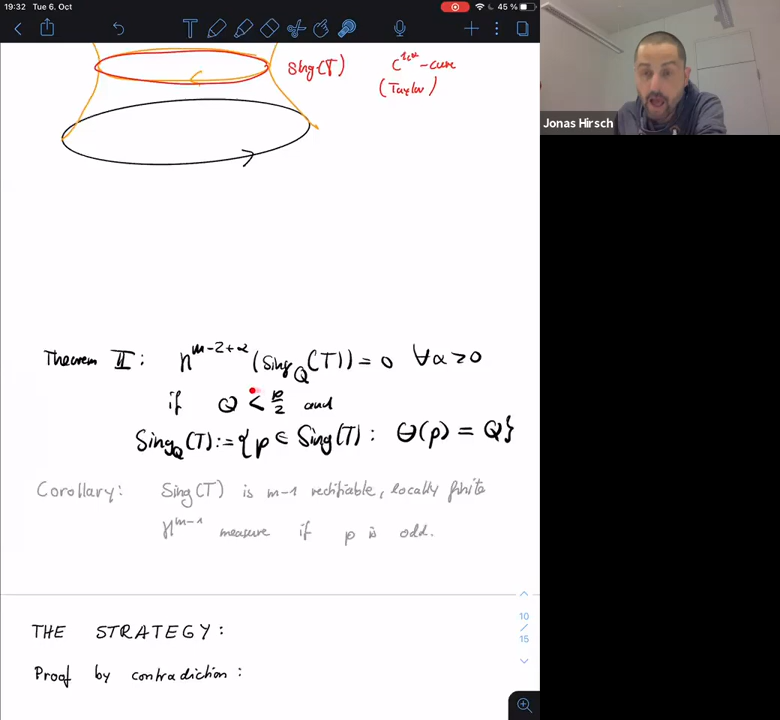 19:32 Tue 6. Oct
45 %
Sing(T)
C^{1,α} - curve
(Taylor)
Jonas Hirsch
Theorem II: H^{m-2+α} (Sing_Q(T)) = 0 ∀α>0
if Q < p/2 and
Sing_Q(T) := {p ∈ Sing(T) : Θ(p) = Q}
Corollary: Sing(T) is m-1 rectifiable, locally finite
H^{m-1} measure if p is odd.
10
/
15
THE STRATEGY:
Proof by contradiction: